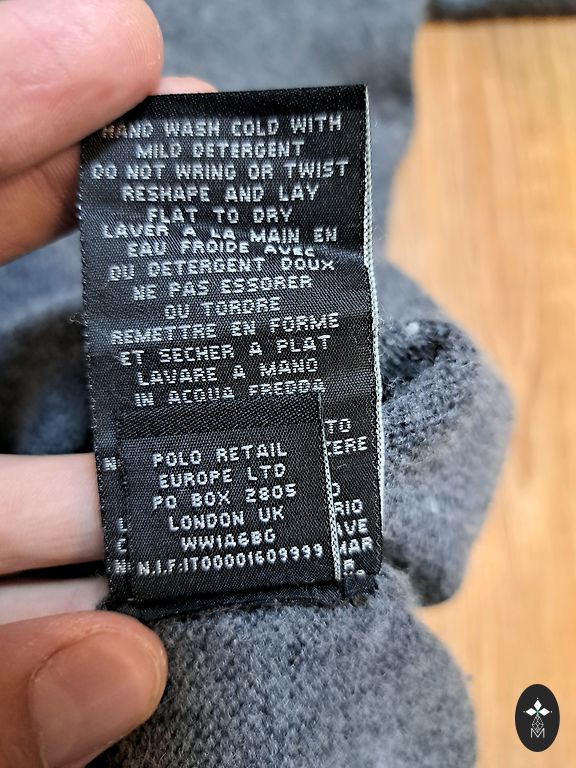 HAND WASH COLD WITH
MILD DETERGENT
DO NOT WRING OR TWIST
RESHAPE AND LAY
FLAT TO DRY
LAVER A LA MAIN EN
EAU FROIDE AVEC
DU DETERGENT DOUX
NE PAS ESSORER
OU TORDRE
REMETTRE EN FORME
ET SECHER A PLAT
LAVARE A MANO
IN ACQUA FREDDA
POLO RETAIL
EUROPE LTD
PO BOX 2805
LONDON UK
WW1A6BG
N.I.F:IT00001609999